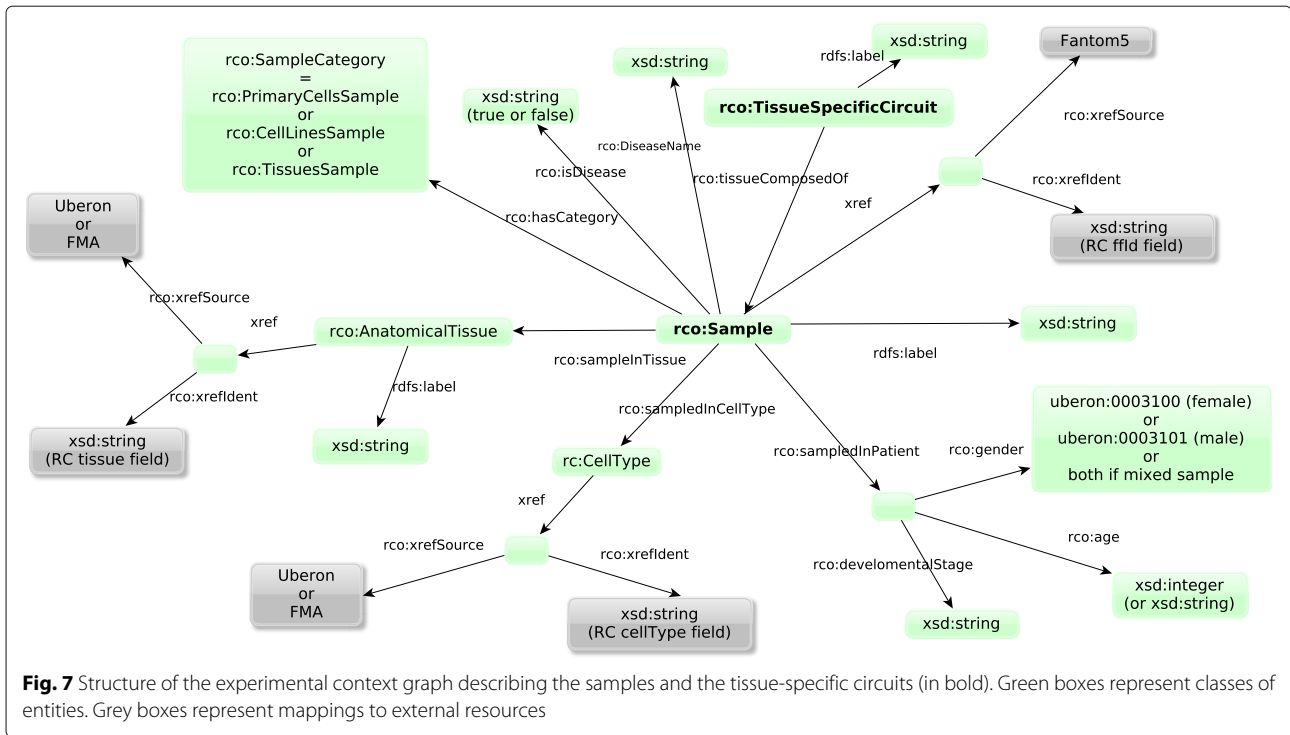 xsd:string
Fantom5
rdfs:label
rco:SampleCategory
=
rco:PrimaryCellsSample
or
rco:CellLinesSample
or
rco:TissuesSample
xsd:string
xsd:string
(true or false)
rco:TissueSpecificCircuit
rco:xrefSource
rco:DiseaseName
rco:isDisease
rco:tissueComposedOf
rco:xrefIdent
xref
rco:hasCategory
Uberon
or
FMA
xsd:string
(RC ffId field)
rco:xrefSource
xref
rco:AnatomicalTissue
rco:Sample
xsd:string
rco:sampleInTissue
rdfs:label
rdfs:label
rco:xrefIdent
rco:sampledInCellType
uberon:0003100 (female)
or
uberon:0003101 (male)
or
both if mixed sample
xsd:string
(RC tissue field)
xsd:string
rco:sampledInPatient
rco:gender
rc:CellType
xref
rco:xrefSource
rco:xrefIdent
rco:age
rco:develomentalStage
Uberon
or
FMA
xsd:string
(RC cellType field)
xsd:integer
(or xsd:string)
xsd:string
Fig. 7 Structure of the experimental context graph describing the samples and the tissue-specific circuits (in bold). Green boxes represent classes of
entities. Grey boxes represent mappings to external resources